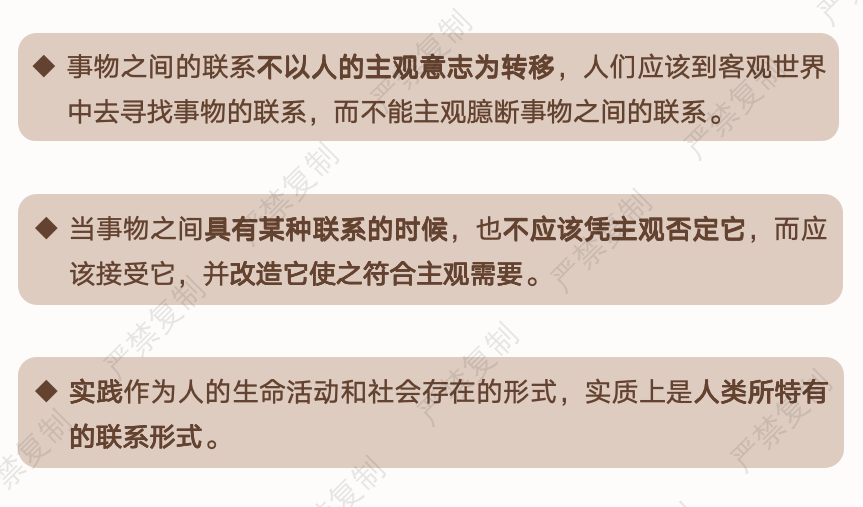 ◆ 事物之间的联系不以人的主观意志为转移，人们应该到客观世界
中去寻找事物的联系，而不能主观臆断事物之间的联系。
◆ 当事物之间具有某种联系的时候，也不应该凭主观否定它，而应
该接受它，并改造它使之符合主观需要。
◆ 实践作为人的生命活动和社会存在的形式，实质上是人类所特有
的联系形式。
严禁复制
严禁复制
严禁复制
严禁复制
严禁复制
严禁复制
严禁复制
禁复制
复制